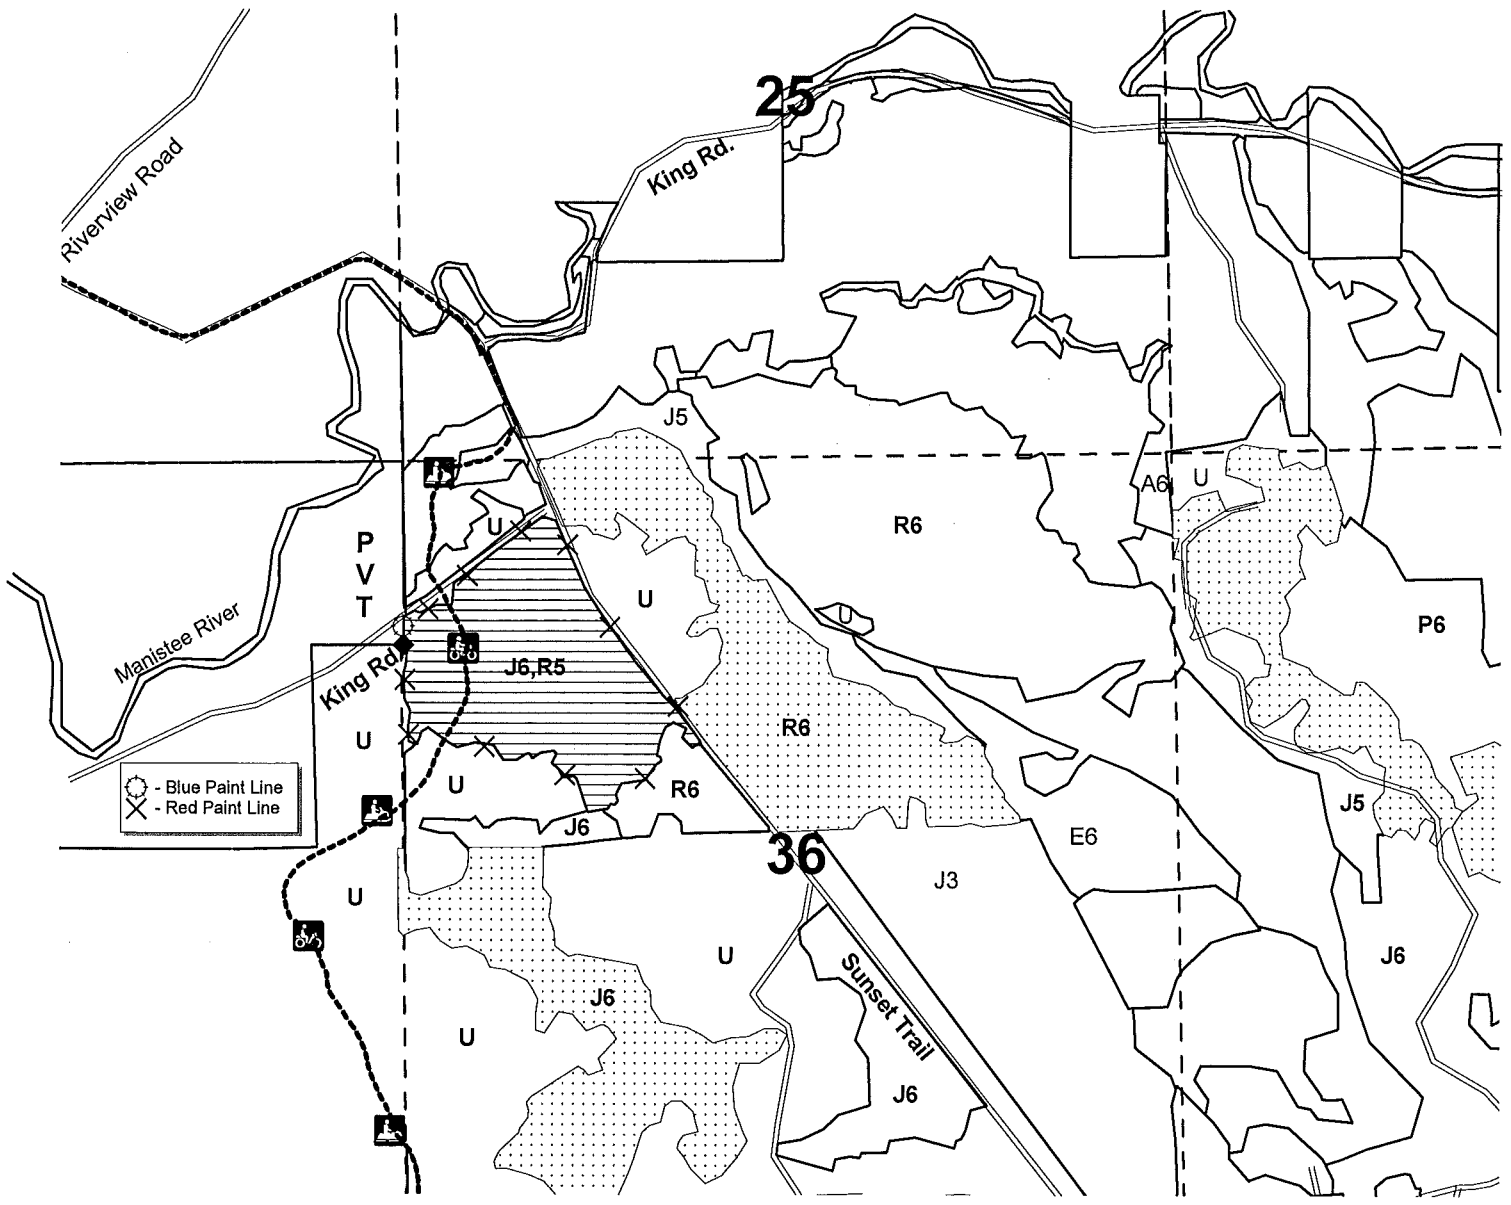 25
King Rd.
Riverview Road
J5
A6
U
U
R6
P
V
T
U
U
P6
Manistee River
J6,R5
King Rd.
R6
U
- Blue Paint Line
- Red Paint Line
U
R6
J5
J6
36
E6
J3
U
U
J6
J6
Sunset Trail
U
J6